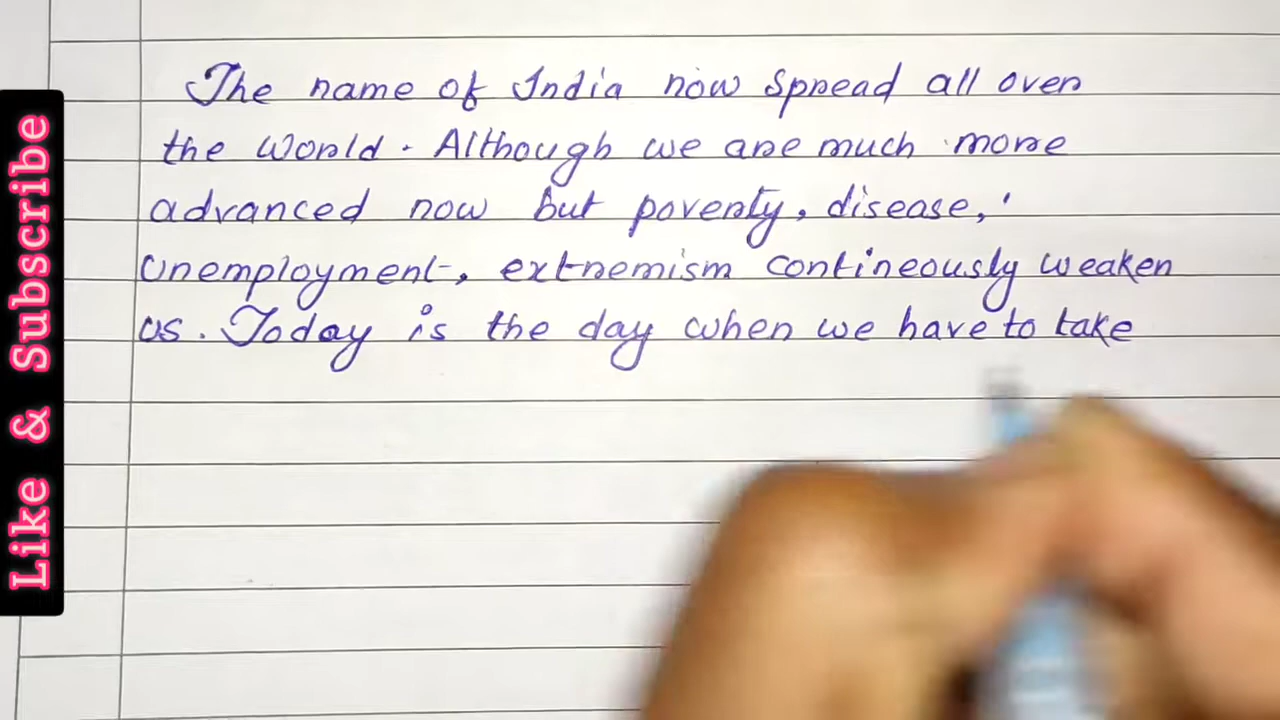 Like & Subscribe
The name of India now spread all over
the World. Although we are much more
advanced now but poverty, disease,
unemployment, extremism contineously weaken
us. Today is the day when we have to take